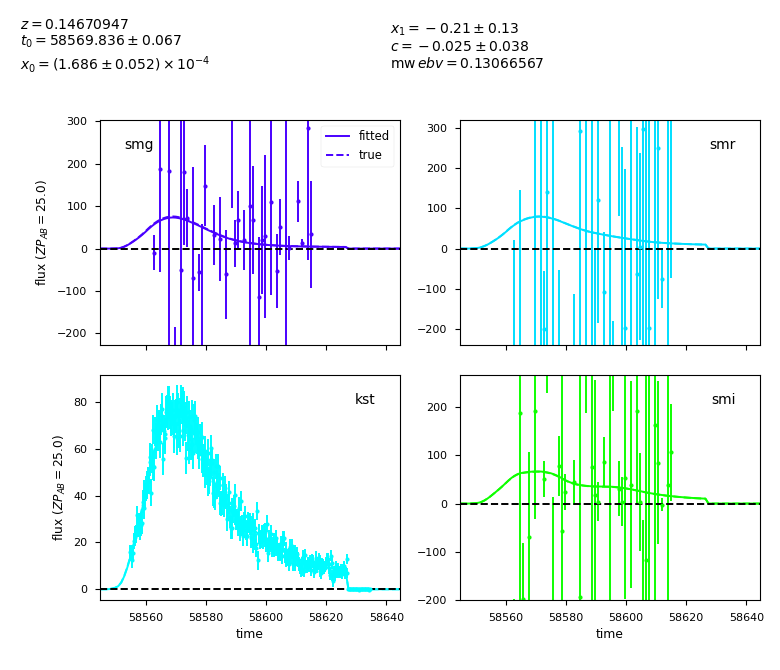 z = 0.14670947
t₀ = 58569.836 ± 0.067
x₀ = (1.686 ± 0.052) × 10⁻⁴
x₁ = −0.21 ± 0.13
c = −0.025 ± 0.038
mw ebv = 0.13066567
smg
fitted
true
300
200
100
0
−100
−200
flux (ZP_AB = 25.0)
smr
300
200
100
0
−100
−200
kst
80
60
40
20
0
flux (ZP_AB = 25.0)
58560 58580 58600 58620 58640
time
smi
200
100
0
−100
−200
58560 58580 58600 58620 58640
time